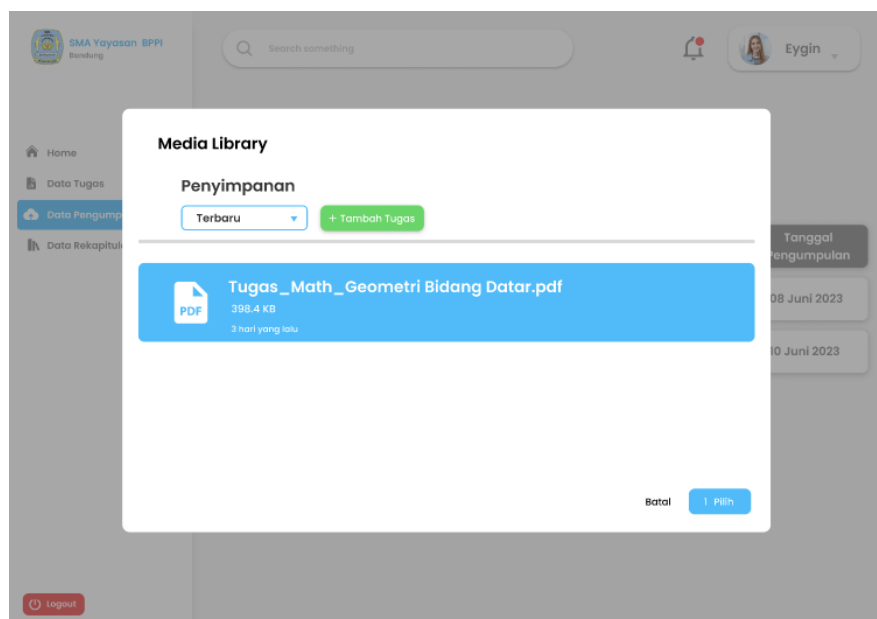 SMA Yayasan BPPI
Bandung
Search something
Eygin
Media Library
Home
Penyimpanan
Data Tugas
Terbaru
+ Tambah Tugas
Data Pengump
Data Rekapitul
Tanggal
Pengumpulan
Tugas_Math_Geometri Bidang Datar.pdf
PDF
398.4 KB
3 hari yang lalu
08 Juni 2023
10 Juni 2023
Batal
1 Pilih
Logout